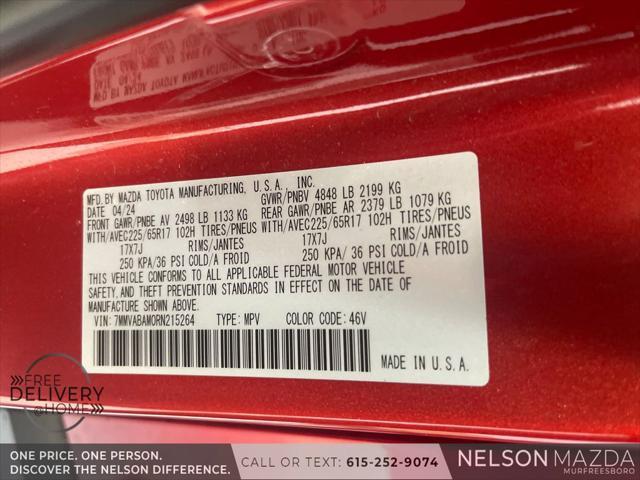 MFD. BY MAZDA TOYOTA MANUFACTURING, U.S.A., INC.
DATE 04/24 GVWR/PNBV 4848 LB 2199 KG
FRONT GAWR/PNBE AV 2498 LB 1133 KG REAR GAWR/PNBE AR 2379 LB 1079 KG
WITH/AVEC225/65R17 102H TIRES/PNEUS WITH/AVEC225/65R17 102H TIRES/PNEUS
17X7J RIMS/JANTES 17X7J RIMS/JANTES
250 KPA/36 PSI COLD/A FROID 250 KPA/ 36 PSI COLD/A FROID
THIS VEHICLE CONFORMS TO ALL APPLICABLE FEDERAL MOTOR VEHICLE
SAFETY, AND THEFT PREVENTION STANDARDS IN EFFECT ON THE DATE OF
MANUFACTURE SHOWN ABOVE.
VIN: 7MMVABAM0RN215264 TYPE: MPV COLOR CODE: 46V
MADE IN U.S.A.
FREE
DELIVERY
@HOME
ONE PRICE. ONE PERSON.
DISCOVER THE NELSON DIFFERENCE.
CALL OR TEXT: 615-252-9074
NELSON MAZDA
MURFREESBORO